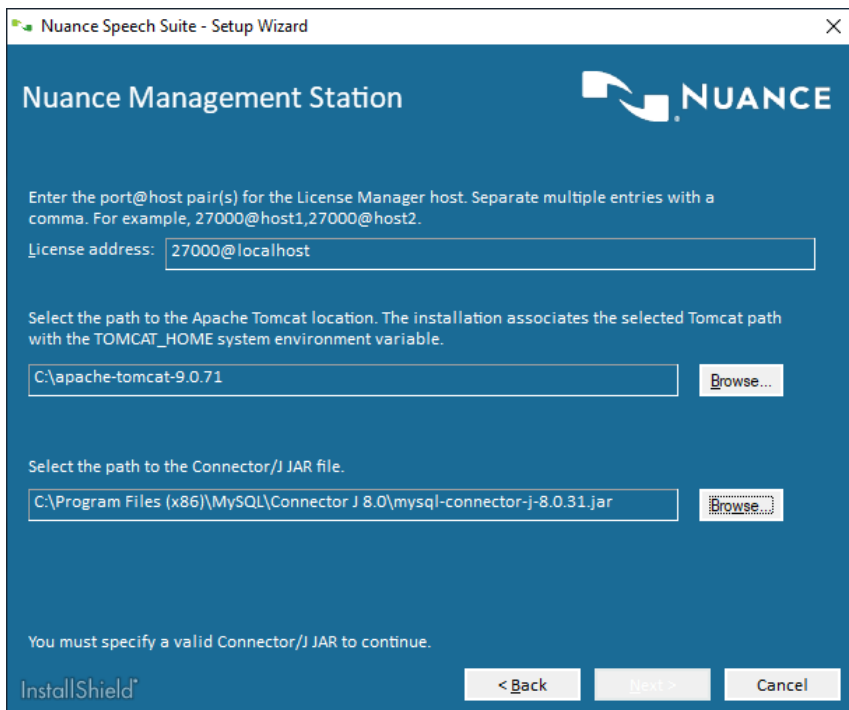 Nuance Speech Suite - Setup Wizard
Nuance Management Station
NUANCE
Enter the port@host pair(s) for the License Manager host. Separate multiple entries with a
comma. For example, 27000@host1,27000@host2.
License address: 27000@localhost
Select the path to the Apache Tomcat location. The installation associates the selected Tomcat path
with the TOMCAT_HOME system environment variable.
C:\apache-tomcat-9.0.71 Browse...
Select the path to the Connector/J JAR file.
C:\Program Files (x86)\MySQL\Connector J 8.0\mysql-connector-j-8.0.31.jar Browse...
You must specify a valid Connector/J JAR to continue.
InstallShield < Back Next > Cancel